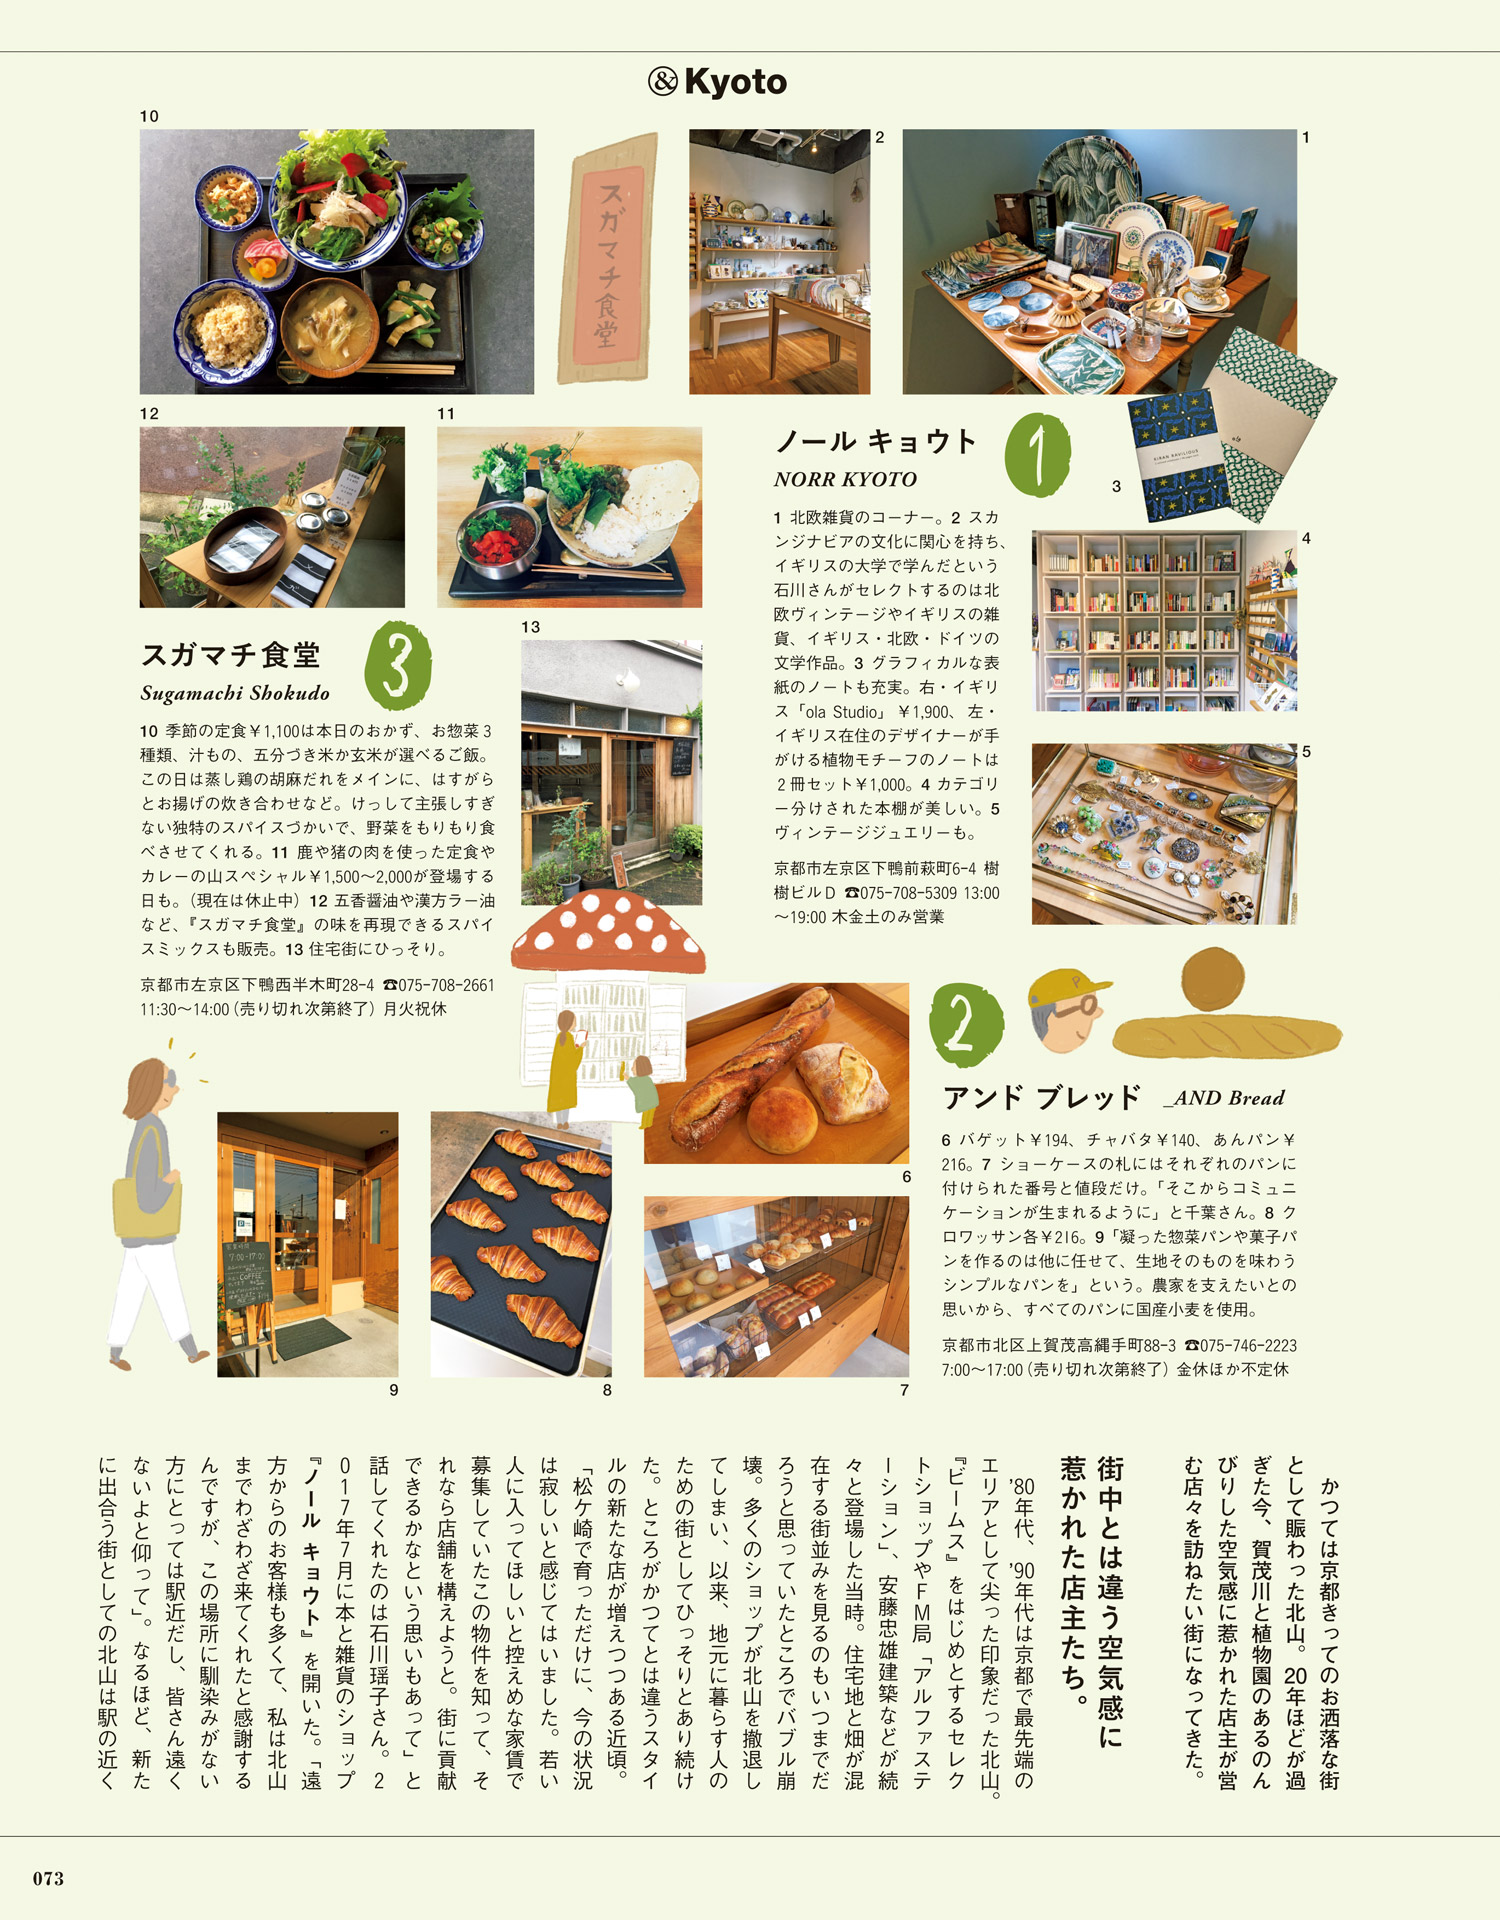 &Kyoto
10
スガマチ食堂
2
1
12
11
ノール キョウト
NORR KYOTO
1
3
KIRAN RAVILIOUS
ola
1 北欧雑貨のコーナー。2 スカ
ンジナビアの文化に関心を持ち、
イギリスの大学で学んだという
石川さんがセレクトするのは北
欧ヴィンテージやイギリスの雑
貨、イギリス・北欧・ドイツの
文学作品。3 グラフィカルな表
紙のノートも充実。右・イギリ
ス「ola Studio」 ¥1,900、左・
イギリス在住のデザイナーが手
がける植物モチーフのノートは
2冊セット¥1,000。4 カテゴリ
ー分けされた本棚が美しい。5
ヴィンテージジュエリーも。
京都市左京区下鴨前萩町6-4 樹
樹ビルD ☎075-708-5309 13:00
〜19:00 木金土のみ営業
4
5
13
スガマチ食堂
Sugamachi Shokudo
3
10 季節の定食¥1,100は本日のおかず、お惣菜3
種類、汁もの、五分づき米か玄米が選べるご飯。
この日は蒸し鶏の胡麻だれをメインに、はすがら
とお揚げの炊き合わせなど。けっして主張しすぎ
ない独特のスパイスづかいで、野菜をもりもり食
べさせてくれる。11 鹿や猪の肉を使った定食や
カレーの山スペシャル¥1,500〜2,000が登場する
日も。（現在は休止中）12 五香醤油や漢方ラー油
など、『スガマチ食堂』の味を再現できるスパイ
スミックスも販売。13 住宅街にひっそり。
京都市左京区下鴨西半木町28-4 ☎075-708-2661
11:30〜14:00（売り切れ次第終了）月火祝休
2
P
アンド ブレッド _AND Bread
6 バゲット¥194、チャバタ¥140、あんパン¥
216。7 ショーケースの札にはそれぞれのパンに
付けられた番号と値段だけ。「そこからコミュニ
ケーションが生まれるように」と千葉さん。8 ク
ロワッサン各¥216。9「凝った惣菜パンや菓子パ
ンを作るのは他に任せて、生地そのものを味わう
シンプルなパンを」という。農家を支えたいとの
思いから、すべてのパンに国産小麦を使用。
京都市北区上賀茂高縄手町88-3 ☎075-746-2223
7:00〜17:00（売り切れ次第終了）金休ほか不定休
6
7
8
9
営業時間
7:00-17:00
COFFEE
かつては京都きってのお洒落な街
として賑わった北山。20年ほどが過
ぎた今、賀茂川と植物園のあるのん
びりした空気感に惹かれた店主が営
む店々を訪ねたい街になってきた。
街中とは違う空気感に
惹かれた店主たち。
'80年代、'90年代は京都で最先端の
エリアとして尖った印象だった北山。
『ビームス』をはじめとするセレク
トショップやFM局「アルファステ
ーション」、安藤忠雄建築などが続
々と登場した当時。住宅地と畑が混
在する街並みを見るのもいつまでだ
ろうと思っていたところでバブル崩
壊。多くのショップが北山を撤退し
てしまい、以来、地元に暮らす人の
ための街としてひっそりとあり続け
た。ところがかつてとは違うスタイ
ルの新たな店が増えつつある近頃。
「松ケ崎で育っただけに、今の状況
は寂しいと感じてはいました。若い
人に入ってほしいと控えめな家賃で
募集していたこの物件を知って、そ
れなら店舗を構えようと。街に貢献
できるかなという思いもあって」と
話してくれたのは石川瑶子さん。2
017年7月に本と雑貨のショップ
『ノール キョウト』を開いた。「遠
方からのお客様も多くて、私は北山
までわざわざ来てくれたと感謝する
んですが、この場所に馴染みがない
方にとっては駅近だし、皆さん遠く
ないよと仰って」。なるほど、新た
に出合う街としての北山は駅の近く
073